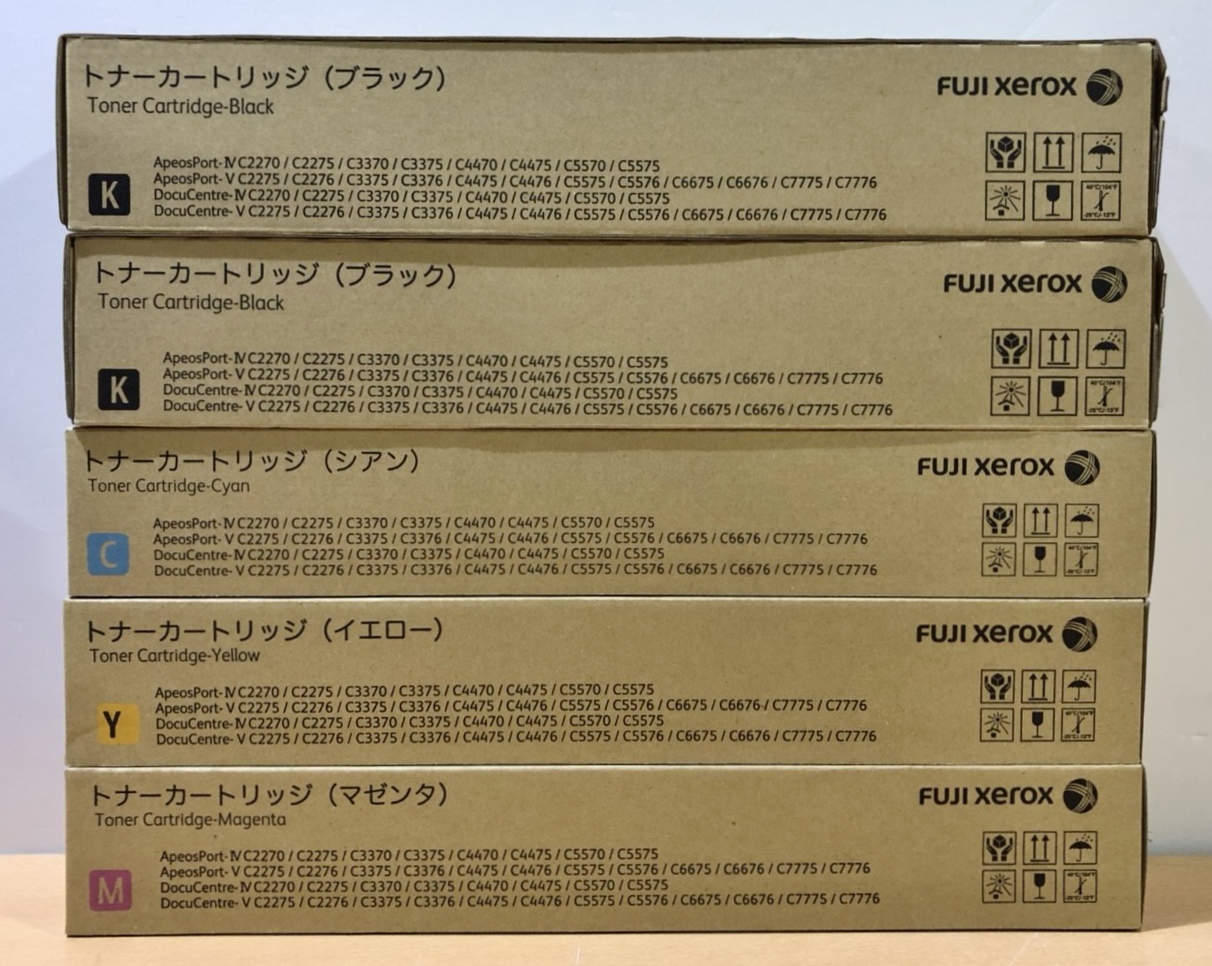 トナーカートリッジ（ブラック）
Toner Cartridge-Black
FUJI xerox
K
ApeosPort-Ⅳ C2270 / C2275 / C3370 / C3375 / C4470 / C4475 / C5570 / C5575
ApeosPort- V C2275 / C2276 / C3375 / C3376 / C4475 / C4476 / C5575 / C5576 / C6675 / C6676 / C7775 / C7776
DocuCentre-Ⅳ C2270 / C2275 / C3370 / C3375 / C4470 / C4475 / C5570 / C5575
DocuCentre- V C2275 / C2276 / C3375 / C3376 / C4475 / C4476 / C5575 / C5576 / C6675 / C6676 / C7775 / C7776
トナーカートリッジ（ブラック）
Toner Cartridge-Black
FUJI xerox
K
ApeosPort-Ⅳ C2270 / C2275 / C3370 / C3375 / C4470 / C4475 / C5570 / C5575
ApeosPort- V C2275 / C2276 / C3375 / C3376 / C4475 / C4476 / C5575 / C5576 / C6675 / C6676 / C7775 / C7776
DocuCentre-Ⅳ C2270 / C2275 / C3370 / C3375 / C4470 / C4475 / C5570 / C5575
DocuCentre- V C2275 / C2276 / C3375 / C3376 / C4475 / C4476 / C5575 / C5576 / C6675 / C6676 / C7775 / C7776
トナーカートリッジ（シアン）
Toner Cartridge-Cyan
FUJI xerox
C
ApeosPort-Ⅳ C2270 / C2275 / C3370 / C3375 / C4470 / C4475 / C5570 / C5575
ApeosPort- V C2275 / C2276 / C3375 / C3376 / C4475 / C4476 / C5575 / C5576 / C6675 / C6676 / C7775 / C7776
DocuCentre-Ⅳ C2270 / C2275 / C3370 / C3375 / C4470 / C4475 / C5570 / C5575
DocuCentre- V C2275 / C2276 / C3375 / C3376 / C4475 / C4476 / C5575 / C5576 / C6675 / C6676 / C7775 / C7776
トナーカートリッジ（イエロー）
Toner Cartridge-Yellow
FUJI xerox
Y
ApeosPort-Ⅳ C2270 / C2275 / C3370 / C3375 / C4470 / C4475 / C5570 / C5575
ApeosPort- V C2275 / C2276 / C3375 / C3376 / C4475 / C4476 / C5575 / C5576 / C6675 / C6676 / C7775 / C7776
DocuCentre-Ⅳ C2270 / C2275 / C3370 / C3375 / C4470 / C4475 / C5570 / C5575
DocuCentre- V C2275 / C2276 / C3375 / C3376 / C4475 / C4476 / C5575 / C5576 / C6675 / C6676 / C7775 / C7776
トナーカートリッジ（マゼンタ）
Toner Cartridge-Magenta
FUJI xerox
M
ApeosPort-Ⅳ C2270 / C2275 / C3370 / C3375 / C4470 / C4475 / C5570 / C5575
ApeosPort- V C2275 / C2276 / C3375 / C3376 / C4475 / C4476 / C5575 / C5576 / C6675 / C6676 / C7775 / C7776
DocuCentre-Ⅳ C2270 / C2275 / C3370 / C3375 / C4470 / C4475 / C5570 / C5575
DocuCentre- V C2275 / C2276 / C3375 / C3376 / C4475 / C4476 / C5575 / C5576 / C6675 / C6676 / C7775 / C7776